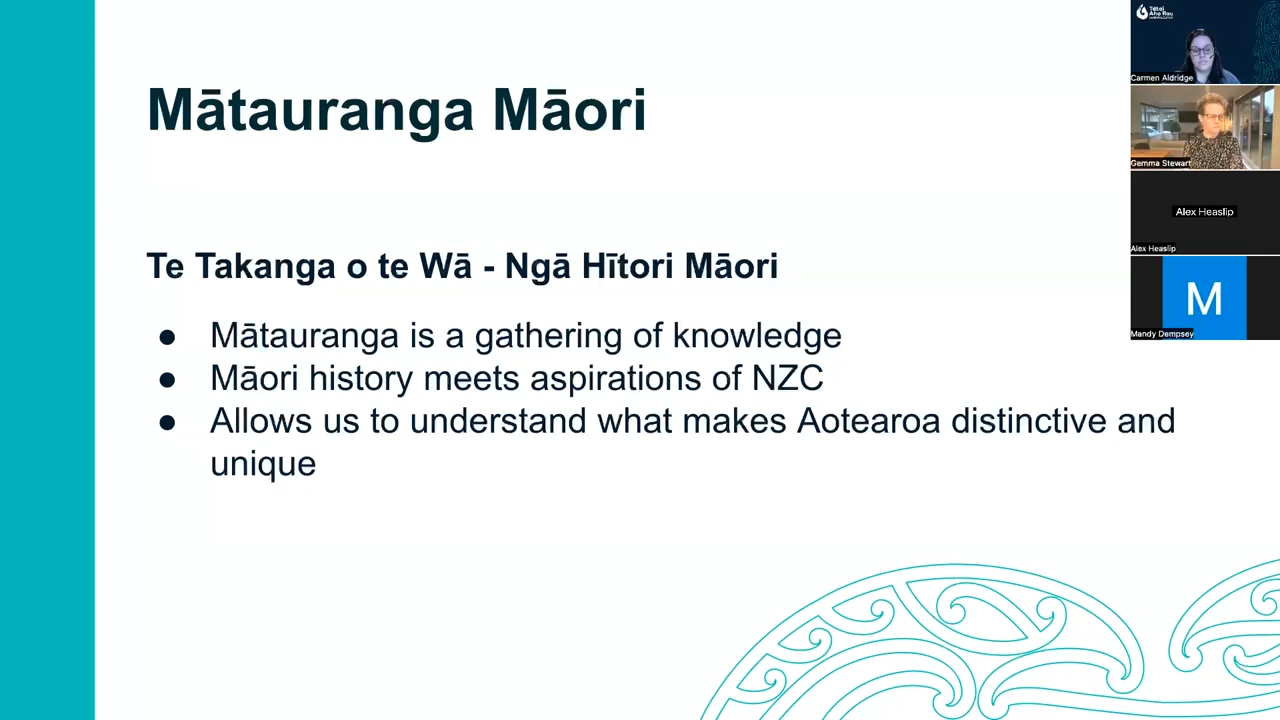 Mātauranga Māori
Te Takanga o te Wā - Ngā Hītori Māori
● Mātauranga is a gathering of knowledge
● Māori history meets aspirations of NZC
● Allows us to understand what makes Aotearoa distinctive and
unique
Carmen Aldridge
Gemma Stewart
Alex Heaslip
Alex Heaslip
M
Mandy Dempsey